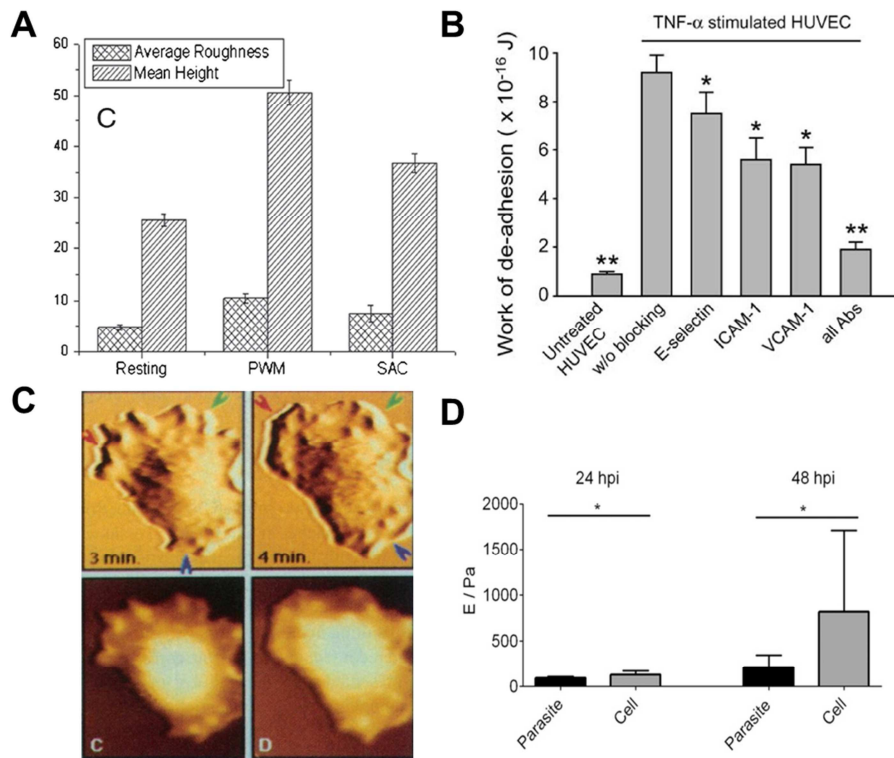 A
60
50
40
30
20
10
0
Average Roughness
Mean Height
C
Resting PWM SAC
B
TNF-α stimulated HUVEC
Work of de-adhesion ( x 10⁻¹⁶ J)
10
8
6
4
2
0
**
*
*
*
**
Untreated
HUVEC
w/o blocking
E-selectin
ICAM-1
VCAM-1
all Abs
C
3 min.
4 min.
C
D
D
24 hpi
48 hpi
*
*
E / Pa
2000
1500
1000
500
0
Parasite
Cell
Parasite
Cell